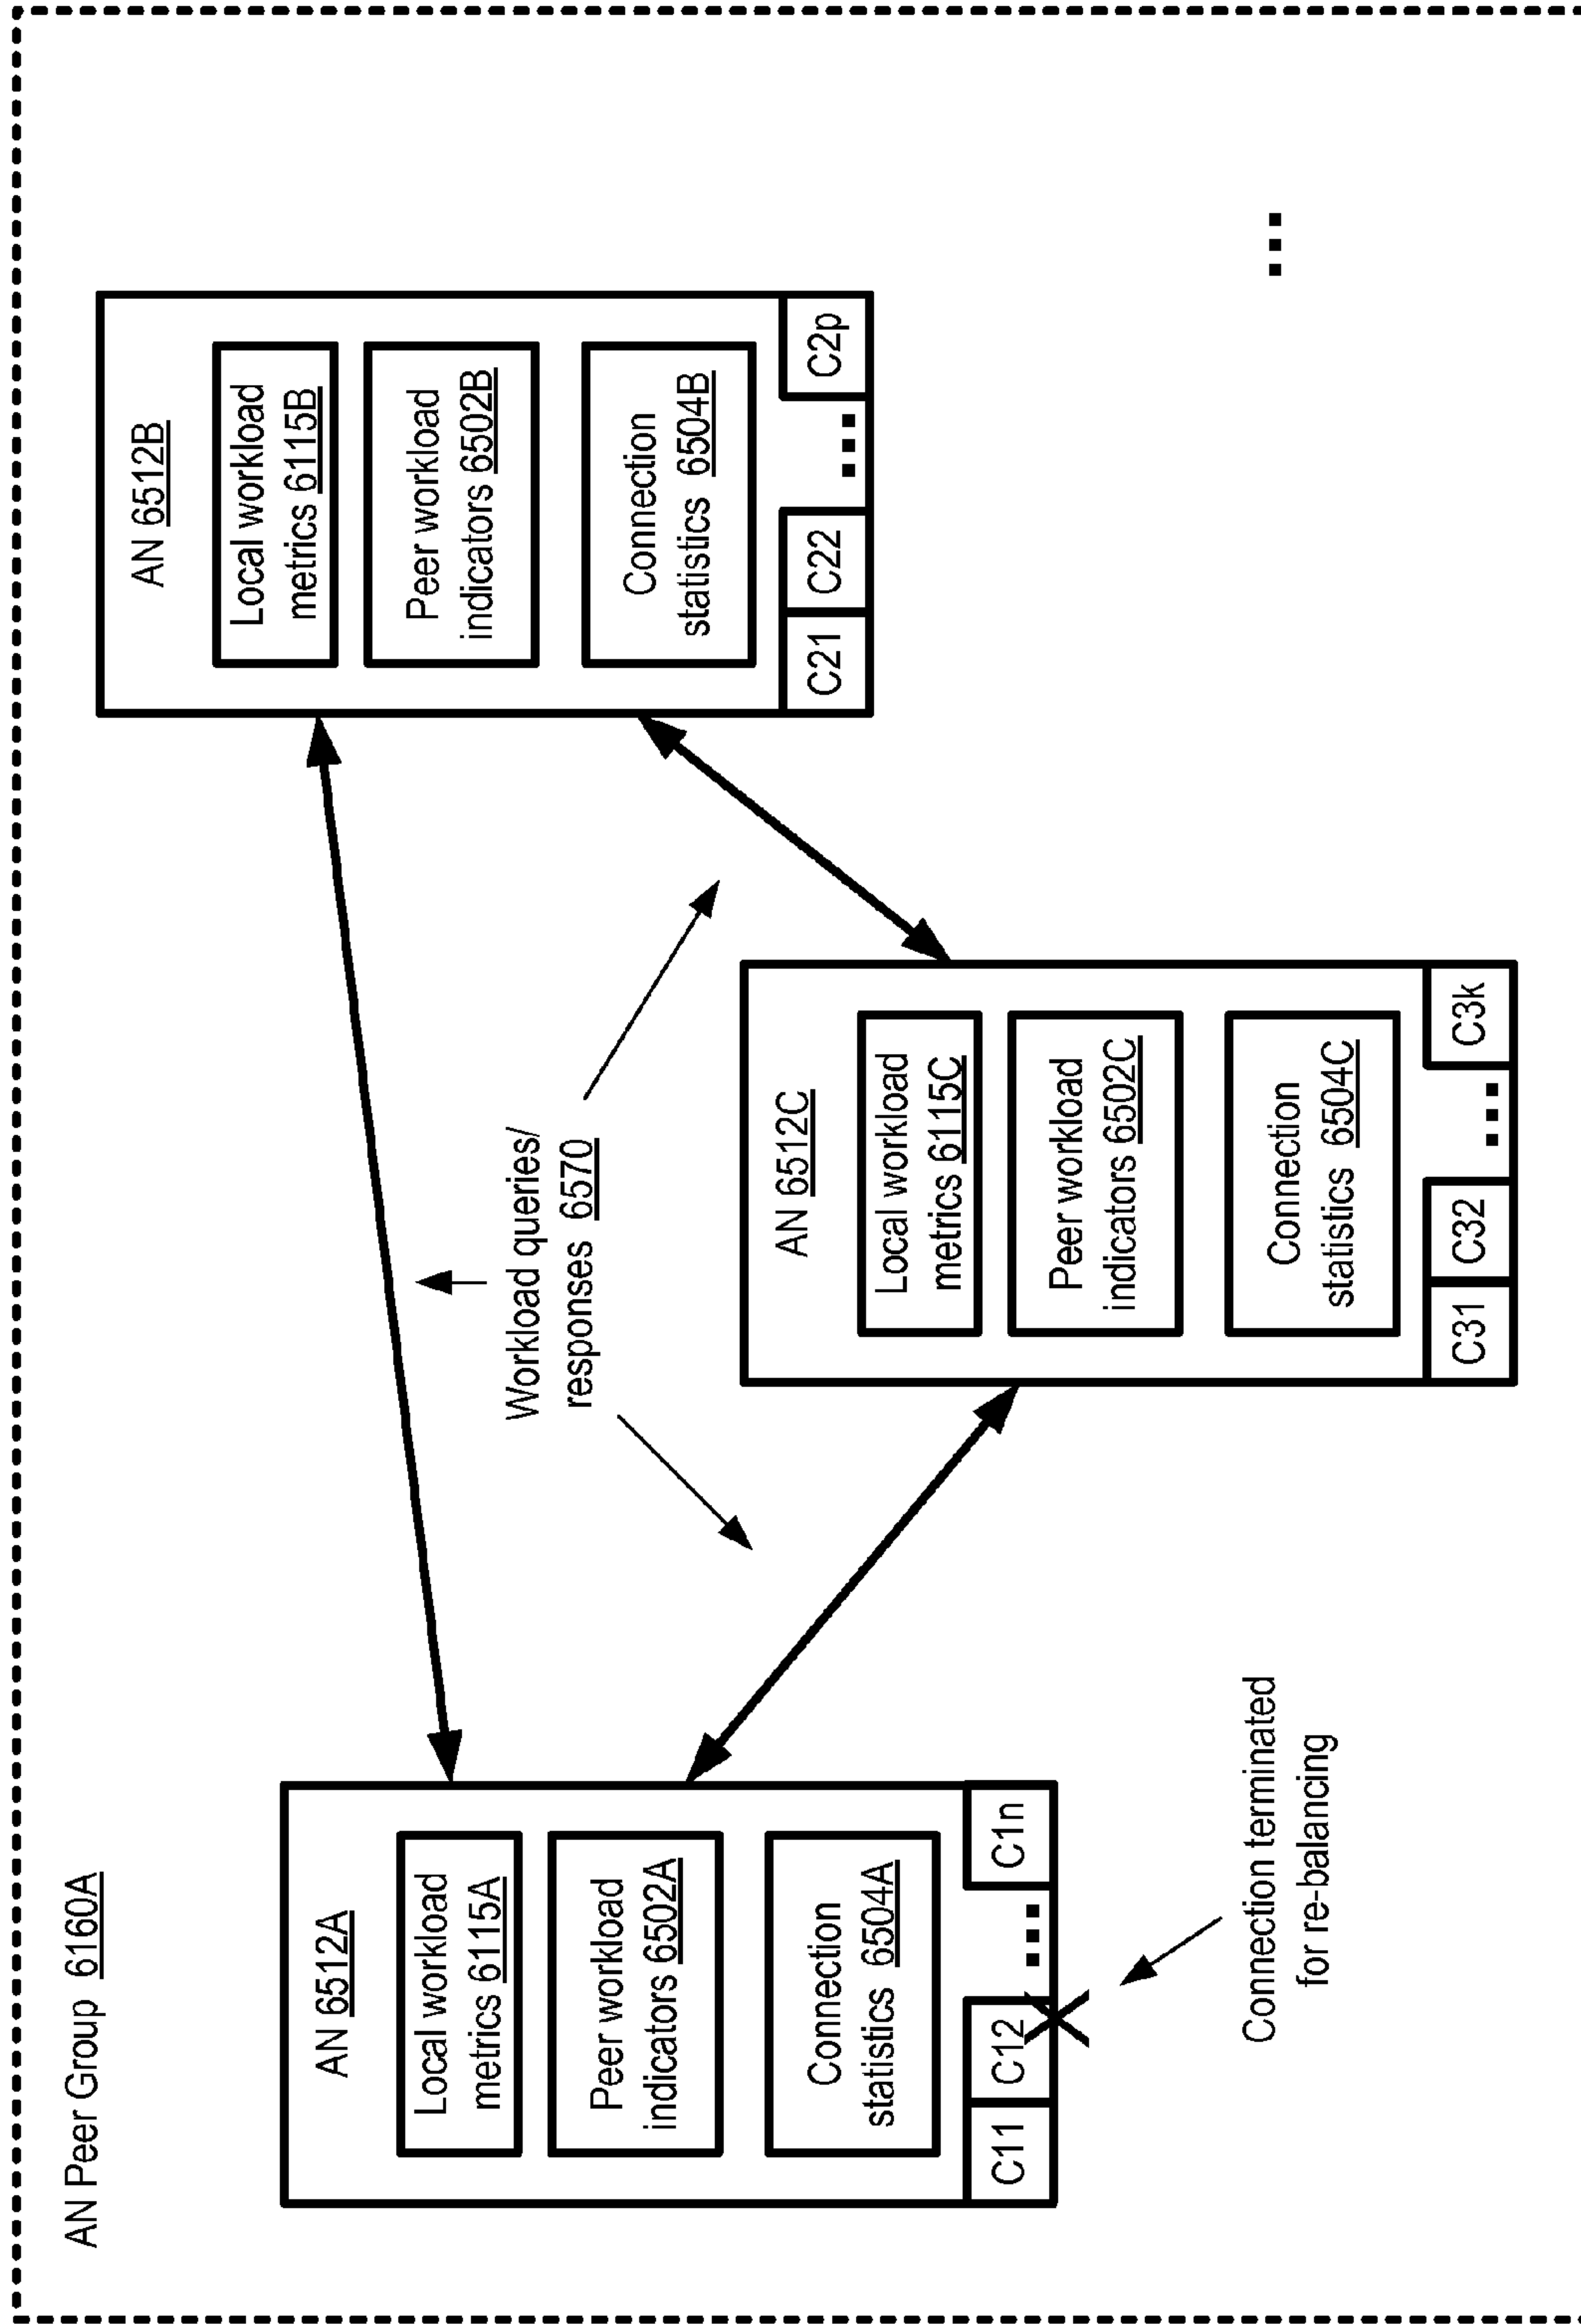 AN Peer Group 6160A
AN 6512A
Local workload
metrics 6115A
Peer workload
indicators 6502A
Connection
statistics 6504A
C11
C12
...
C1n
Connection terminated
for re-balancing
Workload queries/
responses 6570
AN 6512C
Local workload
metrics 6115C
Peer workload
indicators 6502C
Connection
statistics 6504C
C31
C32
...
C3k
AN 6512B
Local workload
metrics 6115B
Peer workload
indicators 6502B
Connection
statistics 6504B
C21
C22
...
C2p
...